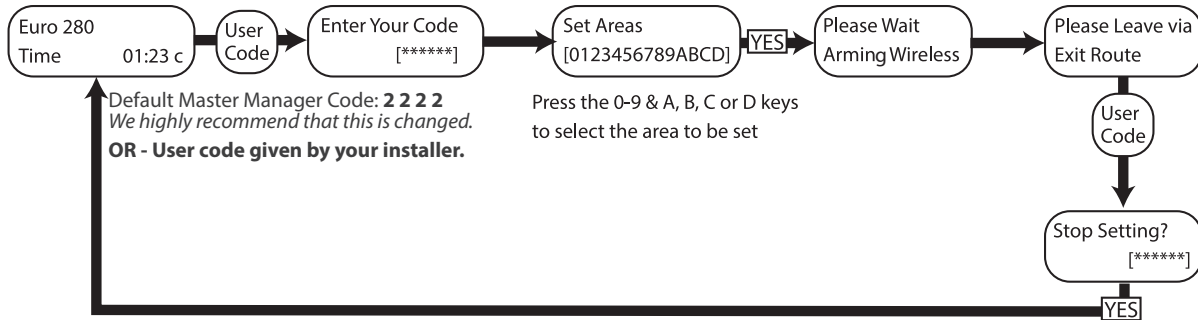 Euro 280
Time 01:23 c
User
Code
Enter Your Code
[******]
Set Areas
[0123456789ABCD]
YES
Please Wait
Arming Wireless
Please Leave via
Exit Route
Default Master Manager Code: 2 2 2 2
We highly recommend that this is changed.
OR - User code given by your installer.
Press the 0-9 & A, B, C or D keys
to select the area to be set
User
Code
Stop Setting?
[******]
YES